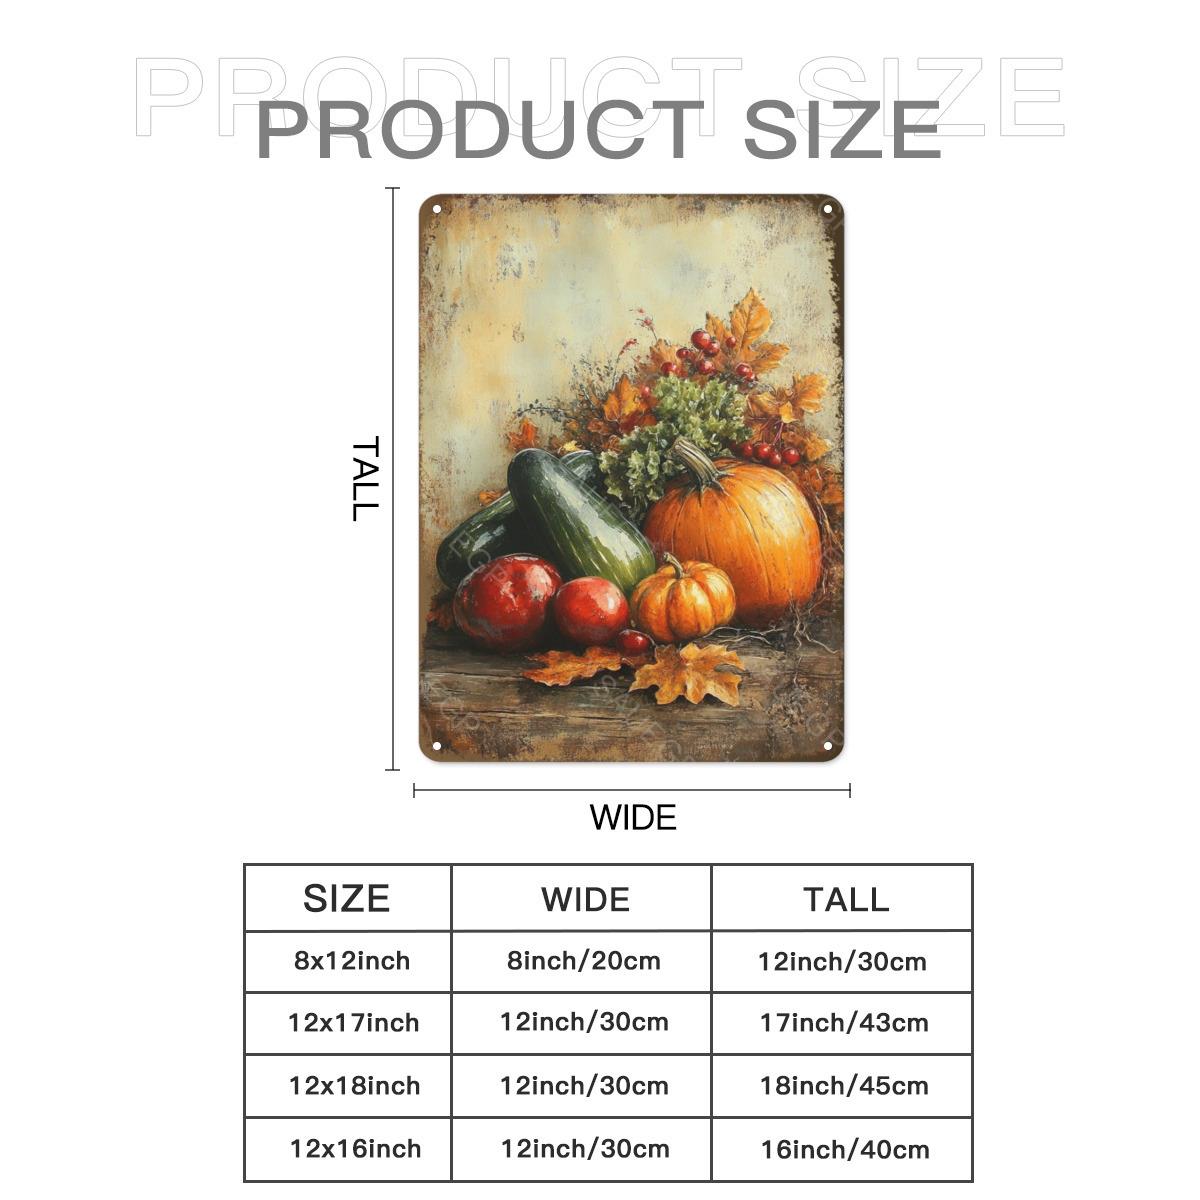 PRODUCT SIZE
PRODUCT SIZE
TALL
WIDE
SIZE WIDE TALL
8x12inch 8inch/20cm 12inch/30cm
12x17inch 12inch/30cm 17inch/43cm
12x18inch 12inch/30cm 18inch/45cm
12x16inch 12inch/30cm 16inch/40cm